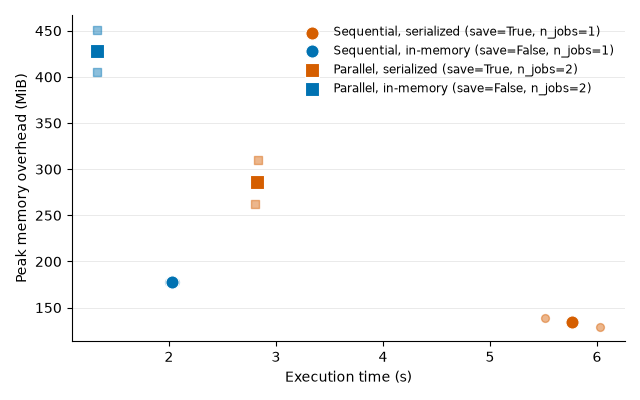 Sequential, serialized (save=True, n_jobs=1)
Sequential, in-memory (save=False, n_jobs=1)
Parallel, serialized (save=True, n_jobs=2)
Parallel, in-memory (save=False, n_jobs=2)
Peak memory overhead (MiB)
450
400
350
300
250
200
150
2 3 4 5 6
Execution time (s)